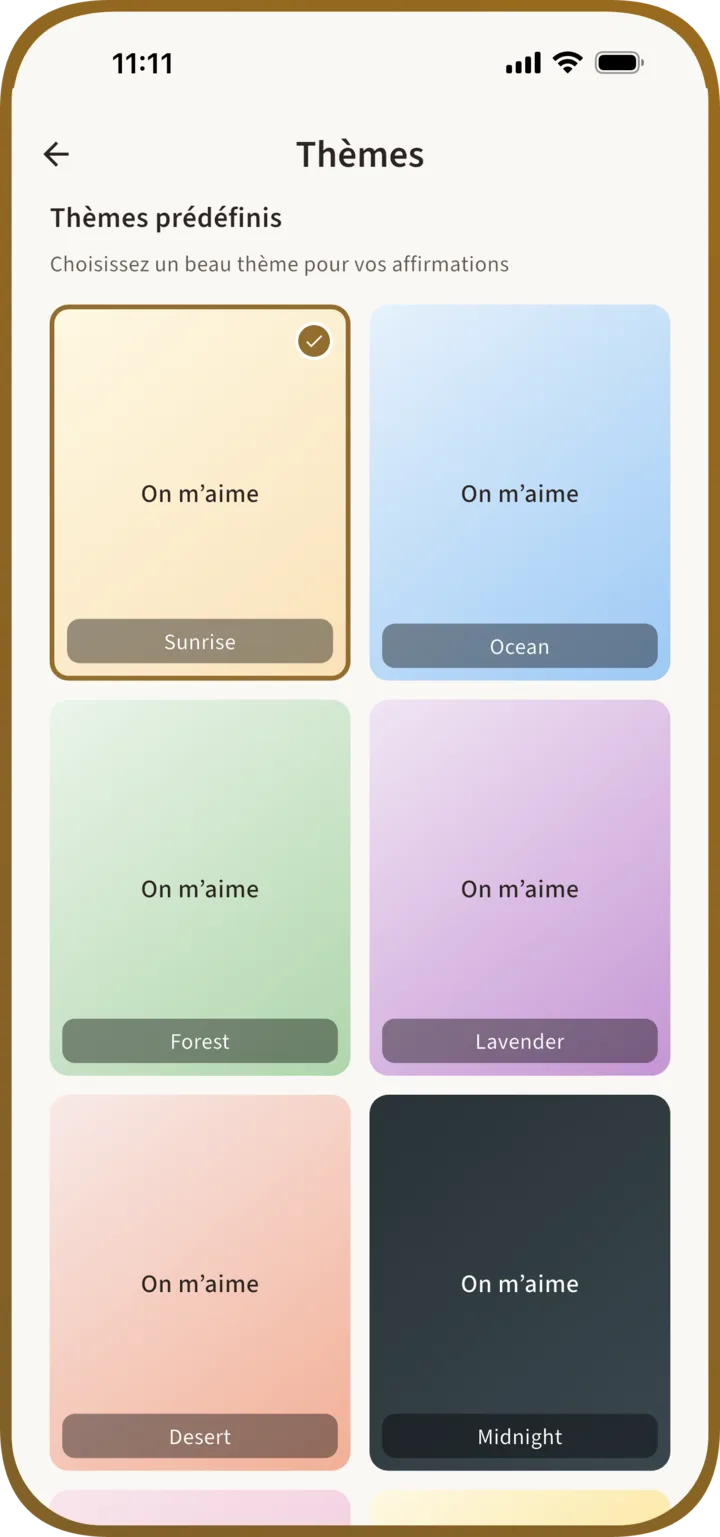 11:11
Thèmes
Thèmes prédéfinis
Choisissez un beau thème pour vos affirmations
On m’aime
Sunrise
On m’aime
Ocean
On m’aime
Forest
On m’aime
Lavender
On m’aime
Desert
On m’aime
Midnight